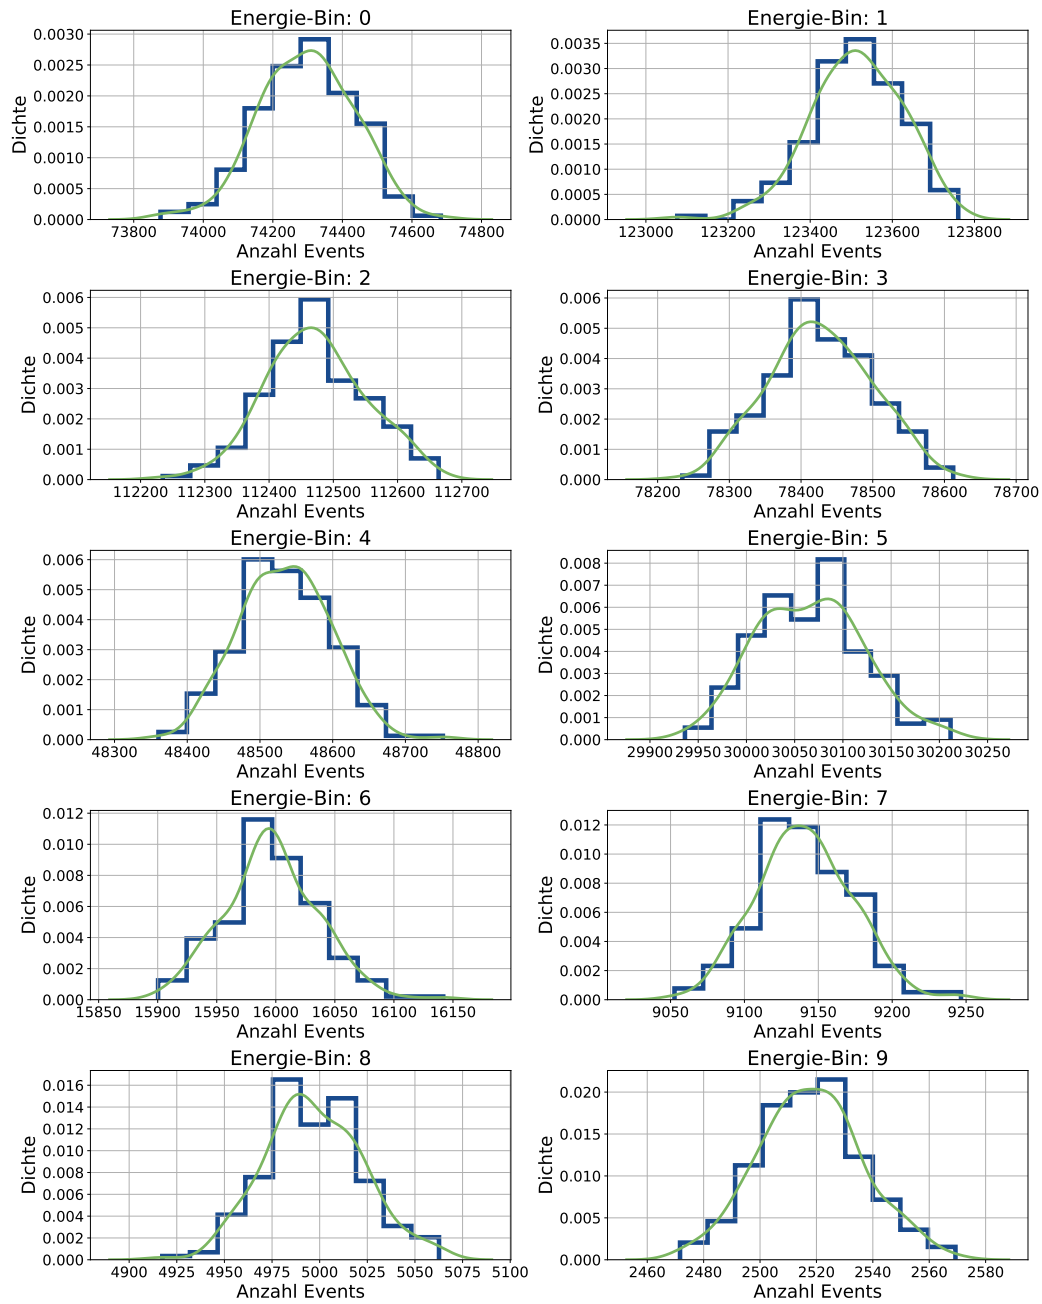 Energie-Bin: 0
0.0030
0.0025
0.0020
0.0015
0.0010
0.0005
0.0000
Dichte
73800 74000 74200 74400 74600 74800
Anzahl Events
Energie-Bin: 1
0.0035
0.0030
0.0025
0.0020
0.0015
0.0010
0.0005
0.0000
Dichte
123000 123200 123400 123600 123800
Anzahl Events
Energie-Bin: 2
0.006
0.005
0.004
0.003
0.002
0.001
0.000
Dichte
112200 112300 112400 112500 112600 112700
Anzahl Events
Energie-Bin: 3
0.006
0.005
0.004
0.003
0.002
0.001
0.000
Dichte
78200 78300 78400 78500 78600 78700
Anzahl Events
Energie-Bin: 4
0.006
0.005
0.004
0.003
0.002
0.001
0.000
Dichte
48300 48400 48500 48600 48700 48800
Anzahl Events
Energie-Bin: 5
0.008
0.007
0.006
0.005
0.004
0.003
0.002
0.001
0.000
Dichte
29900 29950 30000 30050 30100 30150 30200 30250
Anzahl Events
Energie-Bin: 6
0.012
0.010
0.008
0.006
0.004
0.002
0.000
Dichte
15850 15900 15950 16000 16050 16100 16150
Anzahl Events
Energie-Bin: 7
0.012
0.010
0.008
0.006
0.004
0.002
0.000
Dichte
9050 9100 9150 9200 9250
Anzahl Events
Energie-Bin: 8
0.016
0.014
0.012
0.010
0.008
0.006
0.004
0.002
0.000
Dichte
4900 4925 4950 4975 5000 5025 5050 5075 5100
Anzahl Events
Energie-Bin: 9
0.020
0.015
0.010
0.005
0.000
Dichte
2460 2480 2500 2520 2540 2560 2580
Anzahl Events